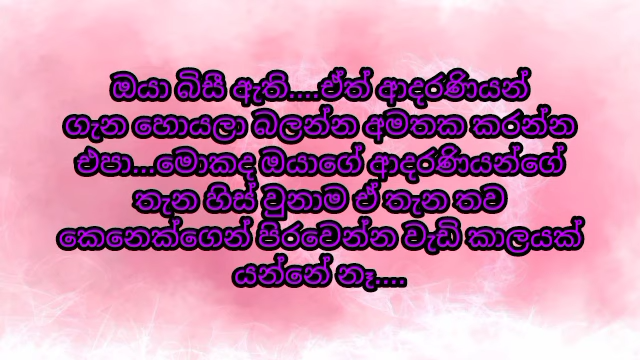 ඔයා බිසී ඇති.....ඒත් ආදරණියන්
ගැන හොයලා බලන්න අමතක කරන්න
එපා...මොකද ඔයාගේ ආදරණියන්ගේ
තැන හිස් වුනාම ඒ තැන තව
කෙනෙක්ගෙන් පිරවෙන්න වැඩි කාලයක්
යන්නේ නෑ....